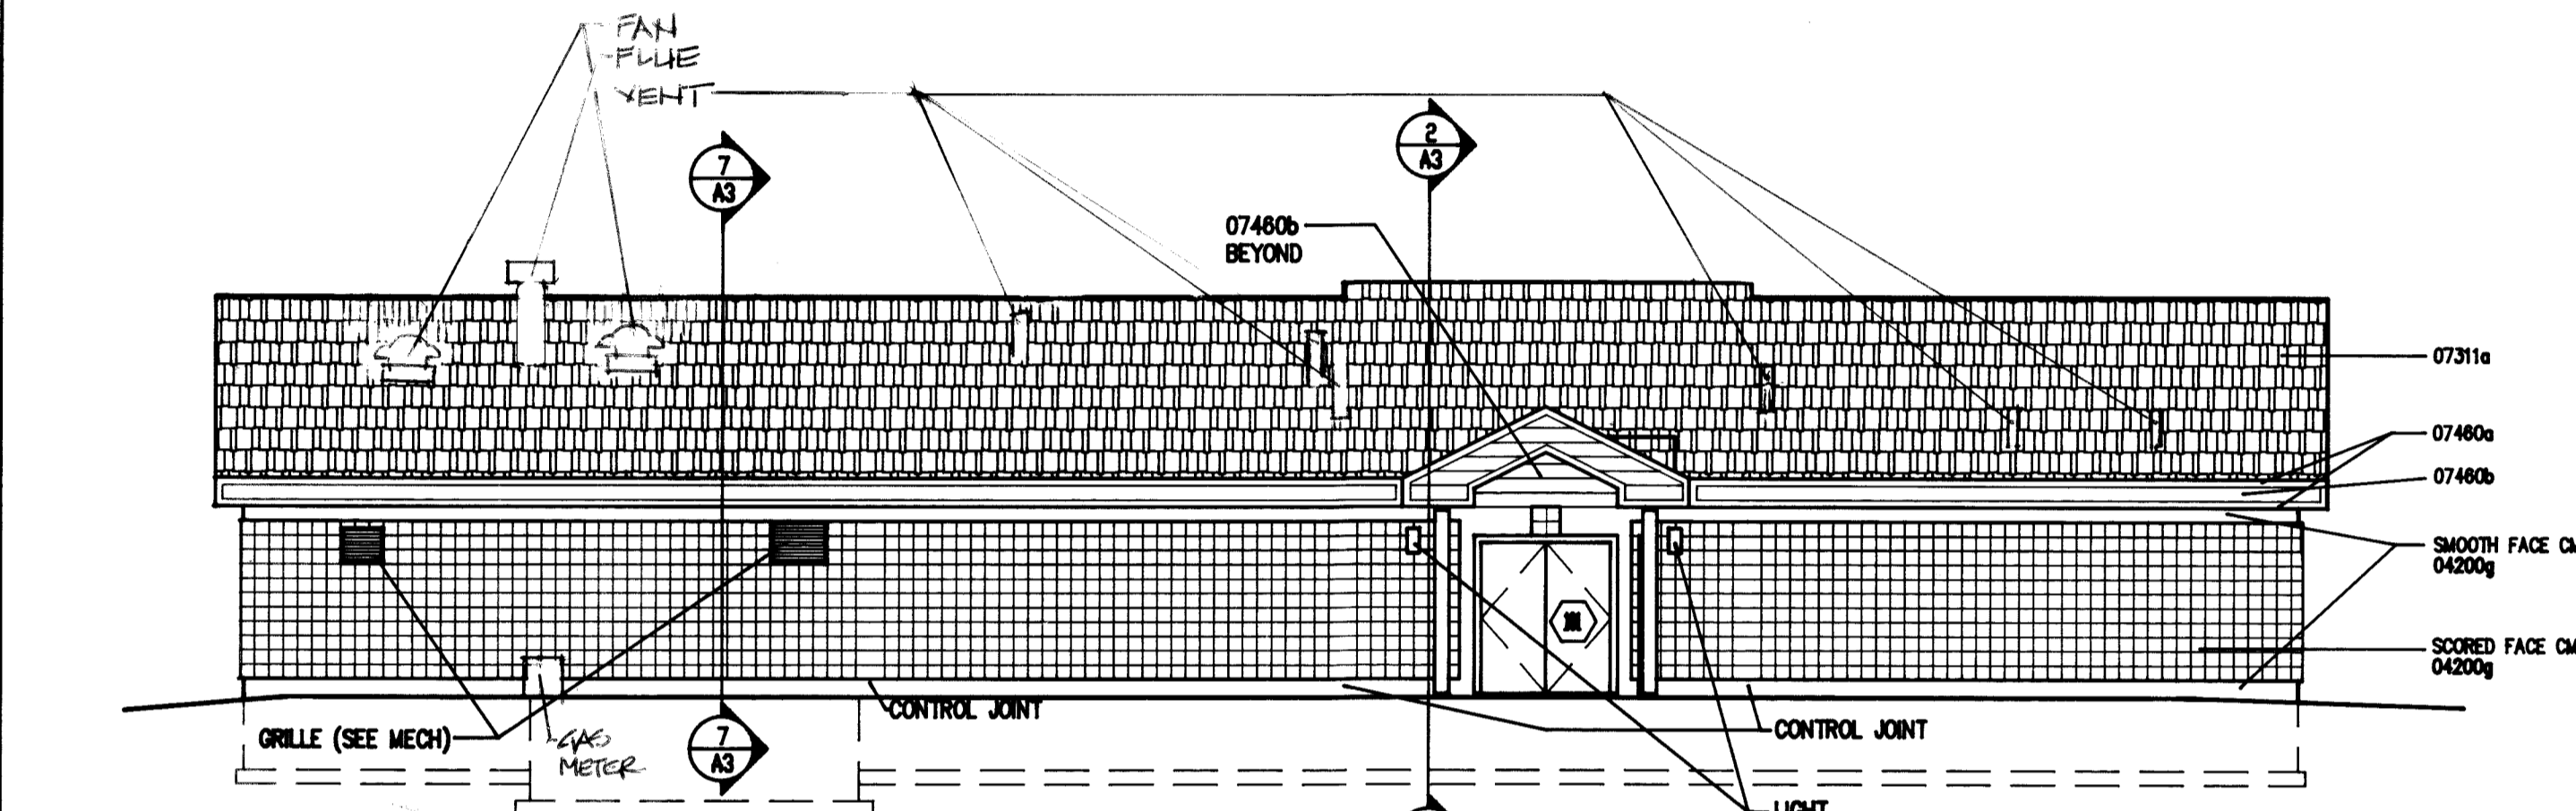 FAN
FLUE
VENT
7
A3
2
A3
07460b
BEYOND
07311a
07460a
07460b
SMOOTH FACE CM
04200g
SCORED FACE CM
04200g
CONTROL JOINT
GRILLE (SEE MECH)
GAS
METER
7
A3
CONTROL JOINT
LIGHT